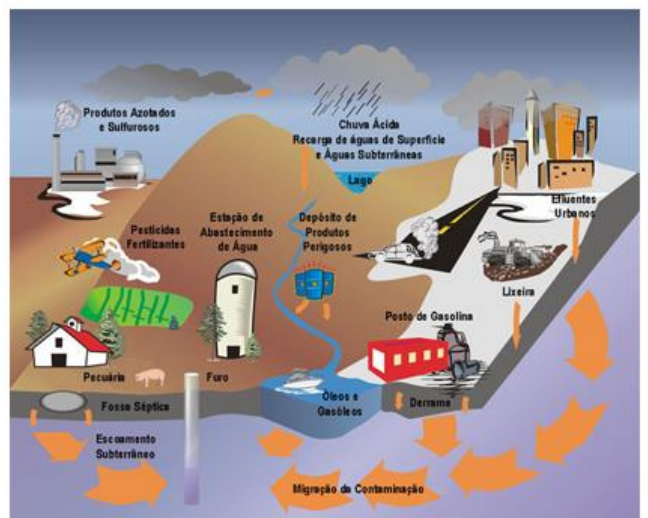 Produtos Azotados
e Sulfurosos
Chuva Ácida
Recarga de águas de Superfície
e Águas Subterrâneas
Lago
Efluentes
Urbanos
Pesticidas
Fertilizantes
Estação de
Abastecimento
de Água
Depósito de
Produtos
Perigosos
Lixeira
Posto de Gasolina
Pecuária
Furo
Fossa Séptica
Óleos e
Gasóleos
Derrame
Escoamento
Subterrâneo
Migração da Contaminação